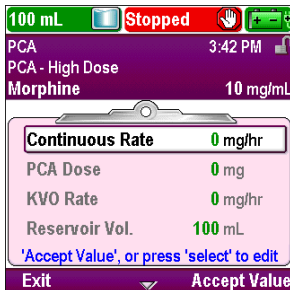 100 mL Stopped
PCA 3:42 PM
PCA - High Dose
Morphine 10 mg/mL
Continuous Rate 0 mg/hr
PCA Dose 0 mg
KVO Rate 0 mg/hr
Reservoir Vol. 100 mL
'Accept Value', or press 'select' to edit
Exit Accept Value